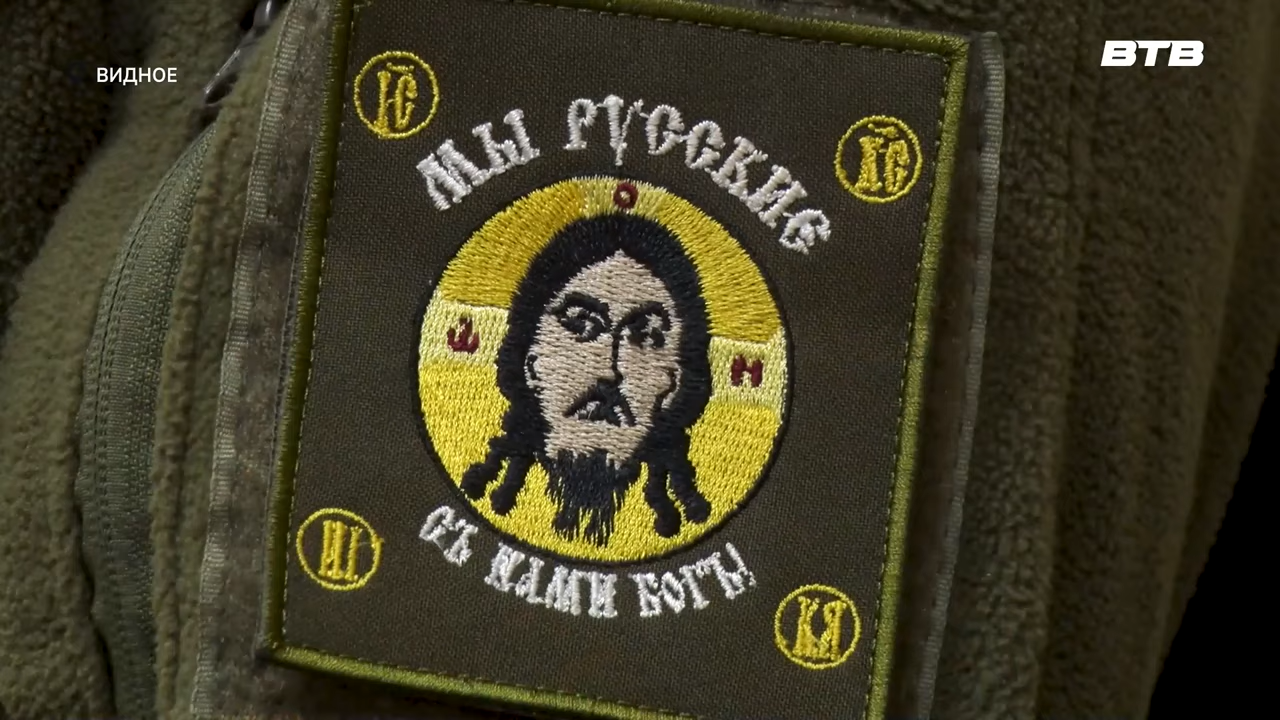 ВИДНОЕ
ВТВ
ІС
ХС
МЫ РУССКИЕ
О
Ѡ
Н
СЪ НАМИ БОГЪ!
НІ
КА